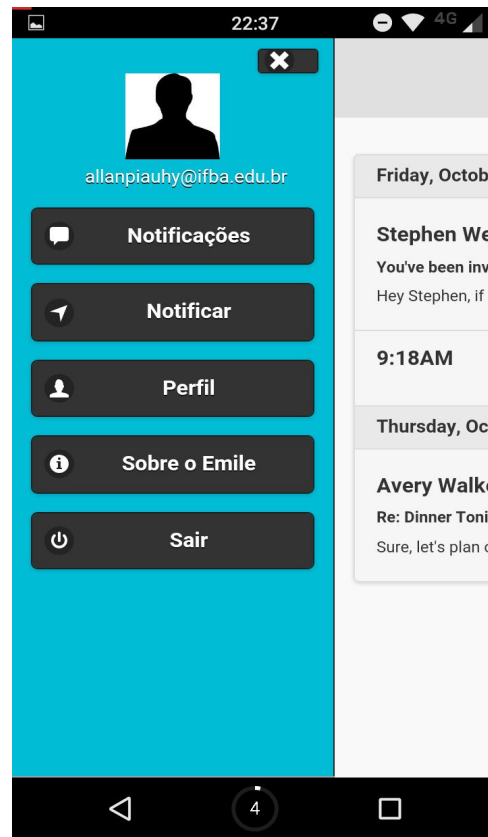 22:37
4G
allanpiauhy@ifba.edu.br
Notificações
Notificar
Perfil
Sobre o Emile
Sair
Friday, Octob
Stephen We
You've been inv
Hey Stephen, if
9:18AM
Thursday, Oc
Avery Walk
Re: Dinner Toni
Sure, let's plan
4